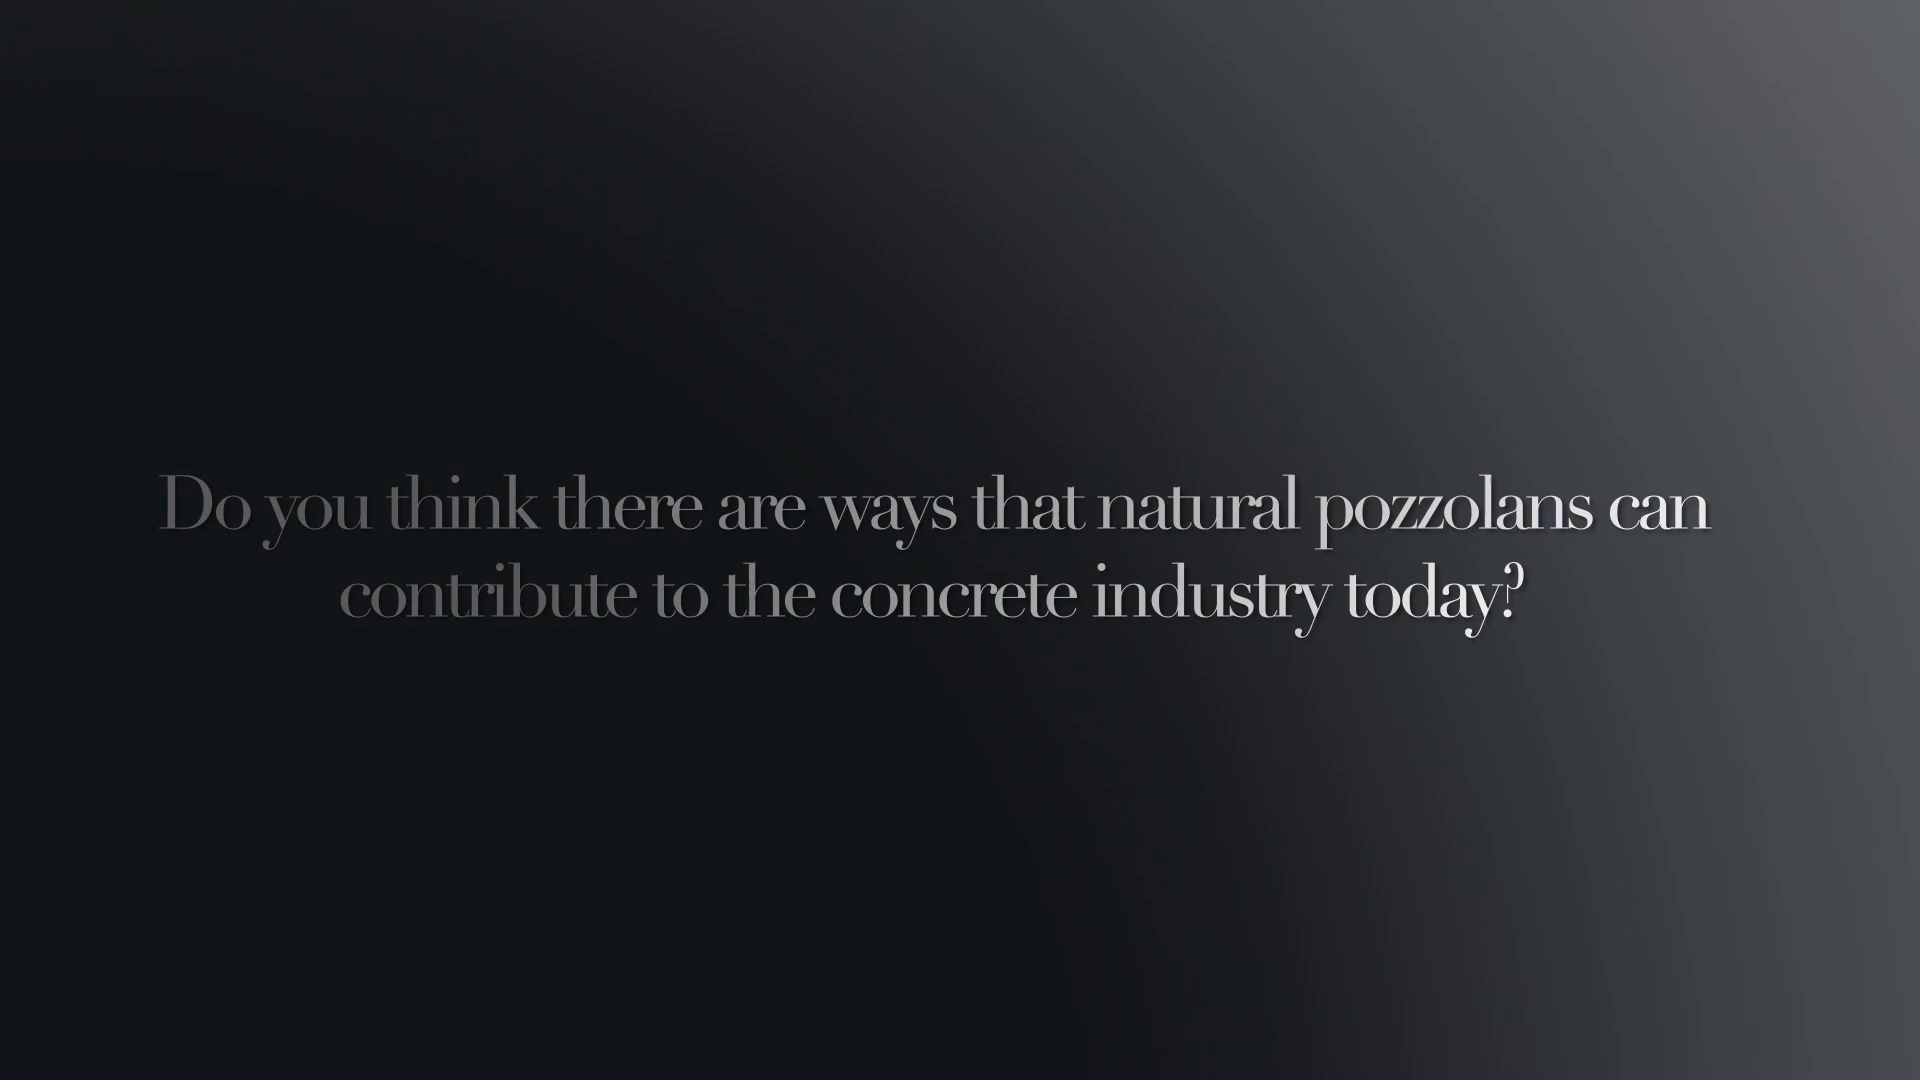 Do you think there are ways that natural pozzolans can
contribute to the concrete industry today?